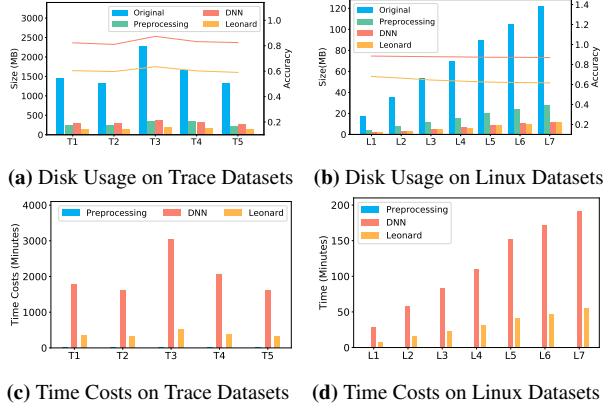 Original
Preprocessing
DNN
Leonard
Size (MB)
3000
2500
2000
1500
1000
500
0
1.0
0.8
0.6
0.4
0.2
Accuracy
T1 T2 T3 T4 T5
(a) Disk Usage on Trace Datasets
Original
Preprocessing
DNN
Leonard
Size(MB)
120
100
80
60
40
20
0
1.4
1.2
1.0
0.8
0.6
0.4
0.2
Accuracy
L1 L2 L3 L4 L5 L6 L7
(b) Disk Usage on Linux Datasets
Preprocessing DNN Leonard
Time Costs (Minutes)
4000
3000
2000
1000
0
T1 T2 T3 T4 T5
(c) Time Costs on Trace Datasets
Preprocessing
DNN
Leonard
Time (Minutes)
200
150
100
50
0
L1 L2 L3 L4 L5 L6 L7
(d) Time Costs on Linux Datasets